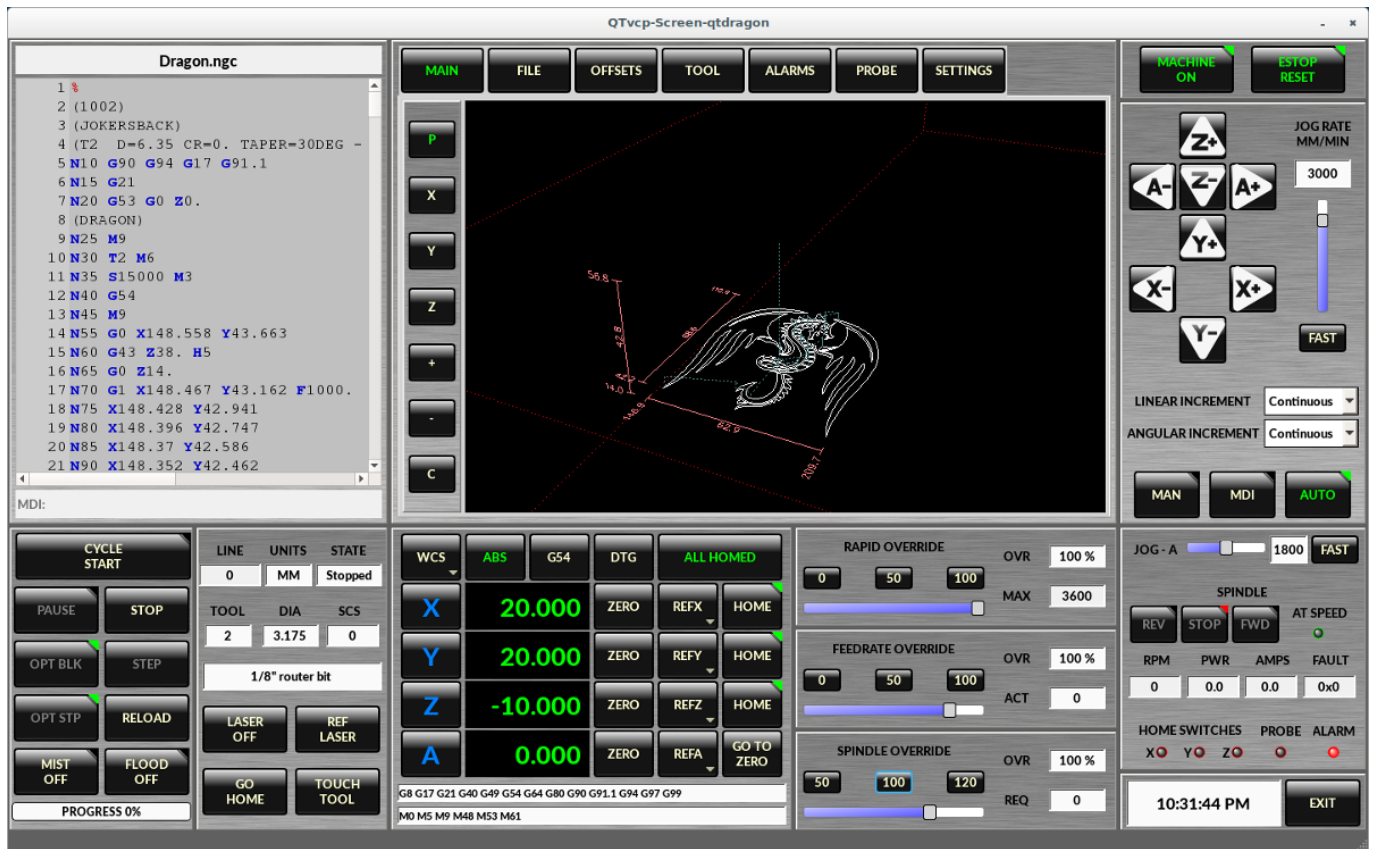 QTvcp-Screen-qtdragon
Dragon.ngc
1 %
2 (1002)
3 (JOKERSBACK)
4 (T2 D=6.35 CR=0. TAPER=30DEG -
5 N10 G90 G94 G17 G91.1
6 N15 G21
7 N20 G53 G0 Z0.
8 (DRAGON)
9 N25 M9
10 N30 T2 M6
11 N35 S15000 M3
12 N40 G54
13 N45 M9
14 N55 G0 X148.558 Y43.663
15 N60 G43 Z38. H5
16 N65 G0 Z14.
17 N70 G1 X148.467 Y43.162 F1000.
18 N75 X148.428 Y42.941
19 N80 X148.396 Y42.747
20 N85 X148.37 Y42.586
21 N90 X148.352 Y42.462
MDI:
MAIN FILE OFFSETS TOOL ALARMS PROBE SETTINGS
P
X
Y
Z
+
-
C
56.8
42.8
14.0
82.9
209.7
MACHINE ON
ESTOP RESET
JOG RATE
MM/MIN
3000
Z+
A- Z- A+
Y+
X- X+
Y-
FAST
LINEAR INCREMENT Continuous
ANGULAR INCREMENT Continuous
MAN MDI AUTO
CYCLE
START
PAUSE STOP
OPT BLK STEP
OPT STP RELOAD
MIST OFF
FLOOD OFF
PROGRESS 0%
LINE UNITS STATE
0 MM Stopped
TOOL DIA SCS
2 3.175 0
1/8" router bit
LASER OFF
REF LASER
GO HOME
TOUCH TOOL
WCS ABS G54 DTG ALL HOMED
X 20.000 ZERO REFX HOME
Y 20.000 ZERO REFY HOME
Z -10.000 ZERO REFZ HOME
A 0.000 ZERO REFA GO TO ZERO
G8 G17 G21 G40 G49 G54 G64 G80 G90 G91.1 G94 G97 G99
M0 M5 M9 M48 M53 M61
RAPID OVERRIDE OVR 100 %
0 50 100
MAX 3600
FEEDRATE OVERRIDE OVR 100 %
0 50 100
ACT 0
SPINDLE OVERRIDE OVR 100 %
50 100 120
REQ 0
JOG - A 1800 FAST
SPINDLE
REV STOP FWD AT SPEED
RPM PWR AMPS FAULT
0 0.0 0.0 0x0
HOME SWITCHES PROBE ALARM
X Y Z
10:31:44 PM EXIT